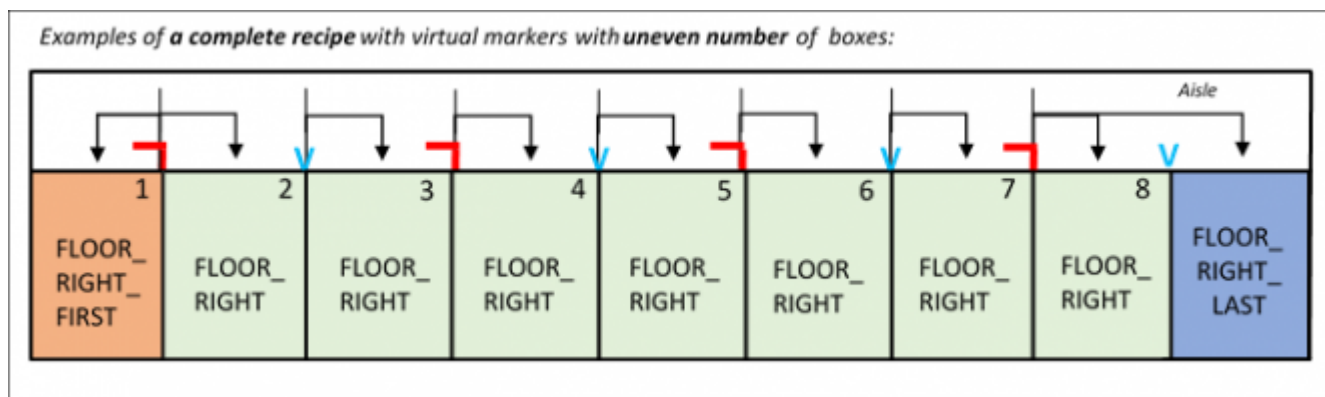 Examples of a complete recipe with virtual markers with uneven number of boxes:
Aisle
V V V V
1 2 3 4 5 6 7 8
FLOOR_
RIGHT_
FIRST
FLOOR_
RIGHT
FLOOR_
RIGHT
FLOOR_
RIGHT
FLOOR_
RIGHT
FLOOR_
RIGHT
FLOOR_
RIGHT
FLOOR_
RIGHT
FLOOR_
RIGHT_
LAST